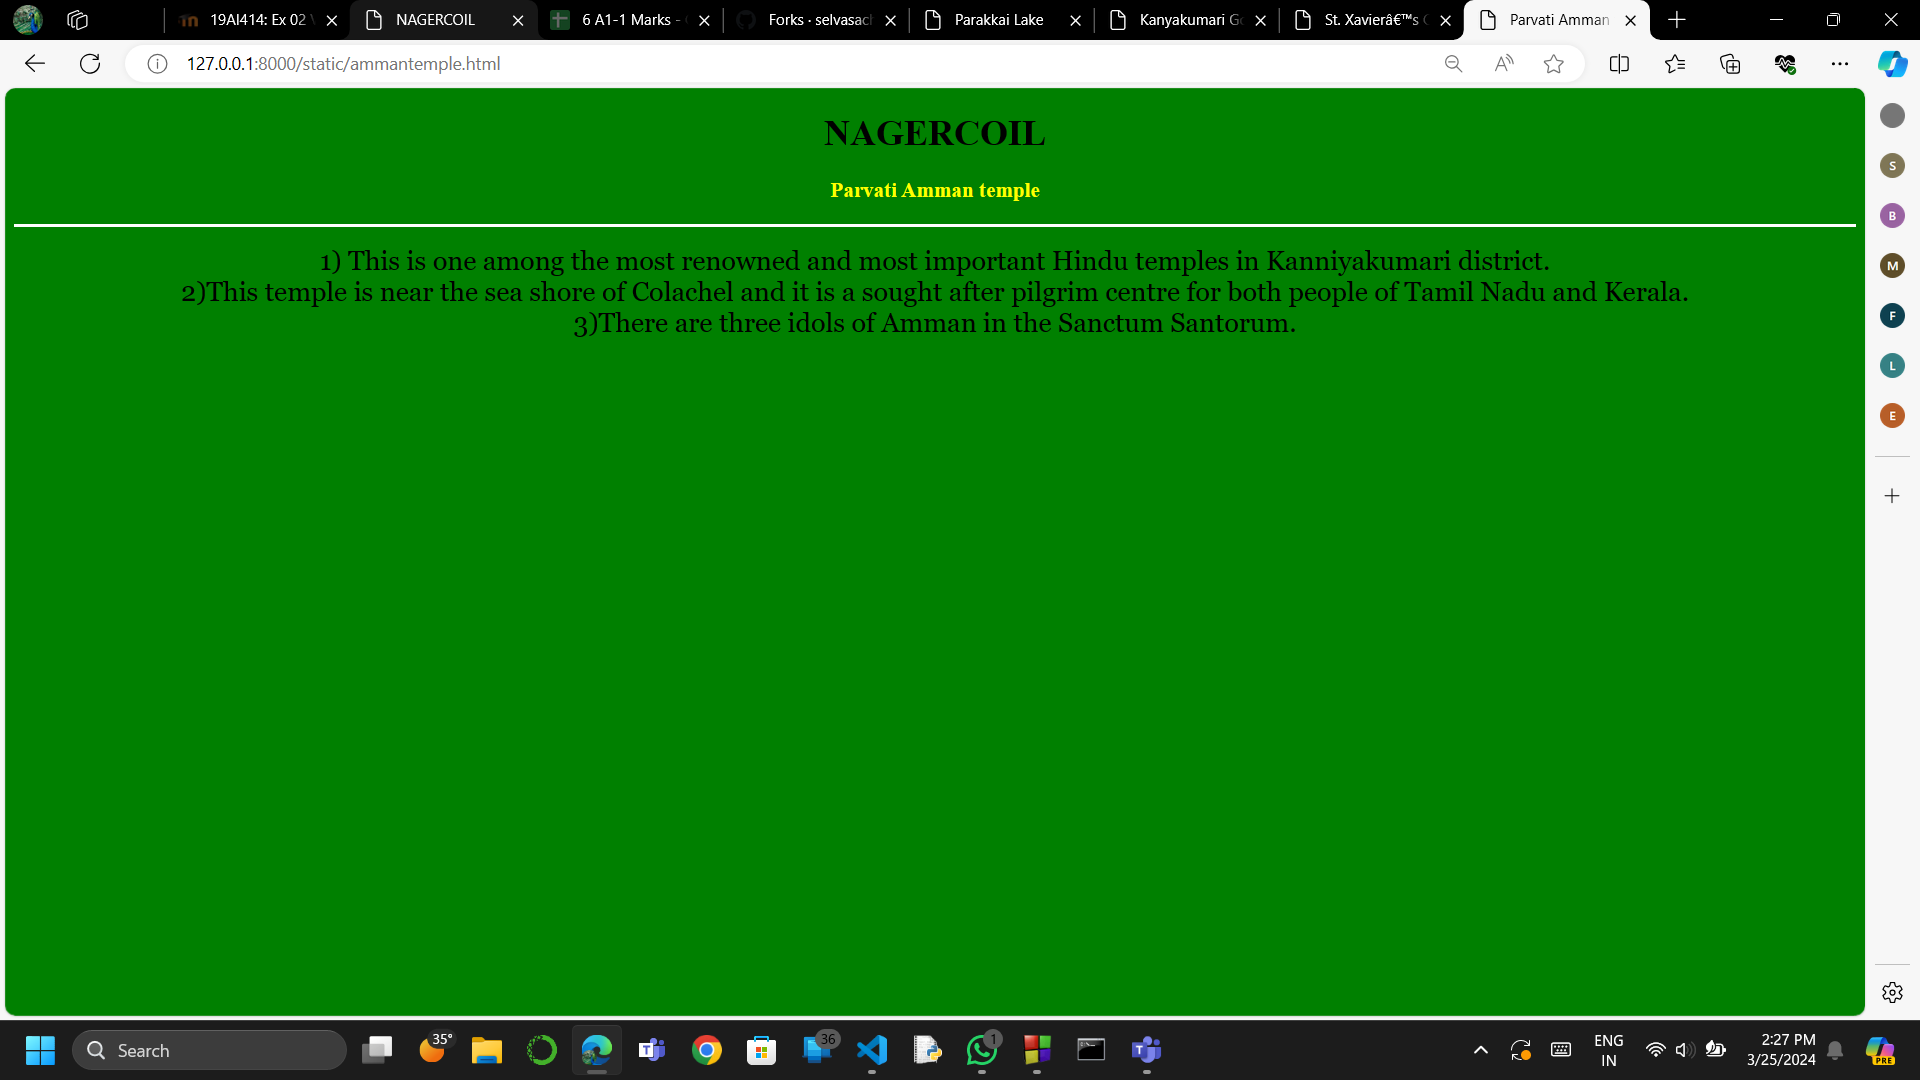 19AI414: Ex 02
NAGERCOIL
6 A1-1 Marks -
Forks · selvasach
Parakkai Lake
Kanyakumari Go
St. Xavierâ€™s
Parvati Amman
127.0.0.1:8000/static/ammantemple.html
NAGERCOIL
Parvati Amman temple
1) This is one among the most renowned and most important Hindu temples in Kanniyakumari district.
2)This temple is near the sea shore of Colachel and it is a sought after pilgrim centre for both people of Tamil Nadu and Kerala.
3)There are three idols of Amman in the Sanctum Santorum.
S
B
M
F
L
E
Search
35°
36
1
ENG
IN
2:27 PM
3/25/2024
PRE